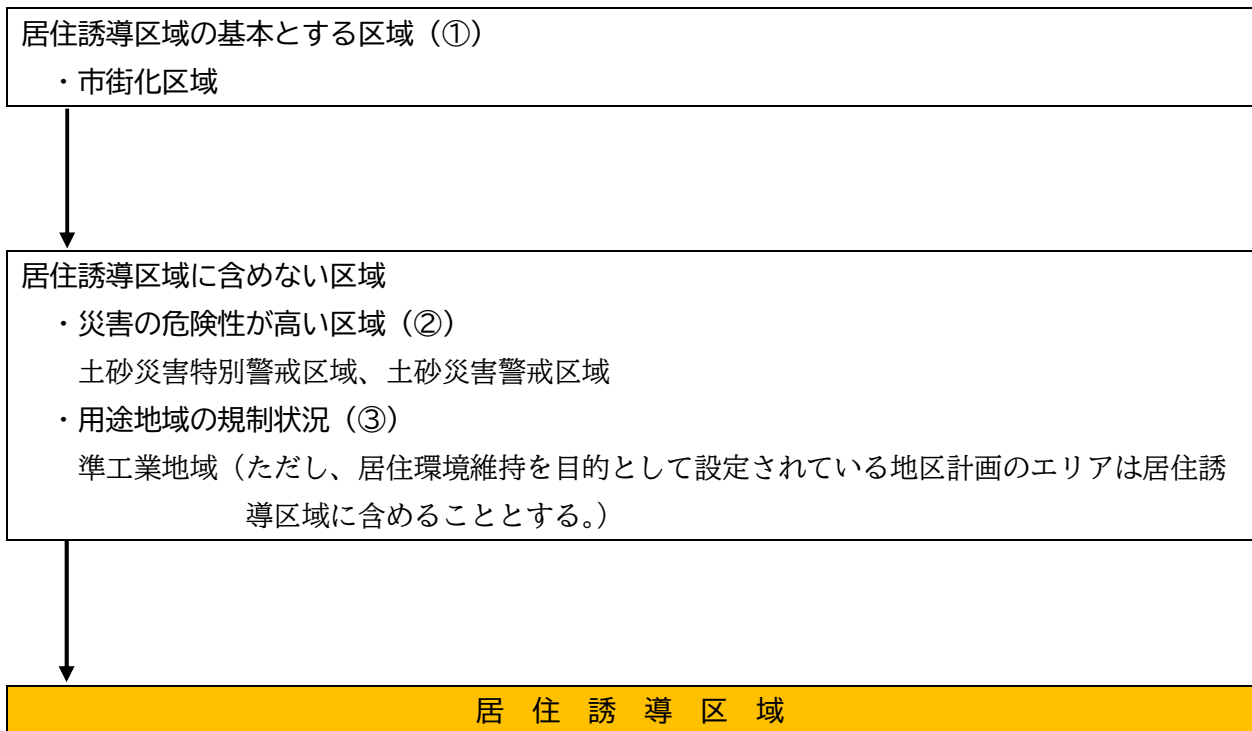 居住誘導区域の基本とする区域（①）
・市街化区域
居住誘導区域に含めない区域
・災害の危険性が高い区域（②）
土砂災害特別警戒区域、土砂災害警戒区域
・用途地域の規制状況（③）
準工業地域（ただし、居住環境維持を目的として設定されている地区計画のエリアは居住誘
導区域に含めることとする。）
居 住 誘 導 区 域